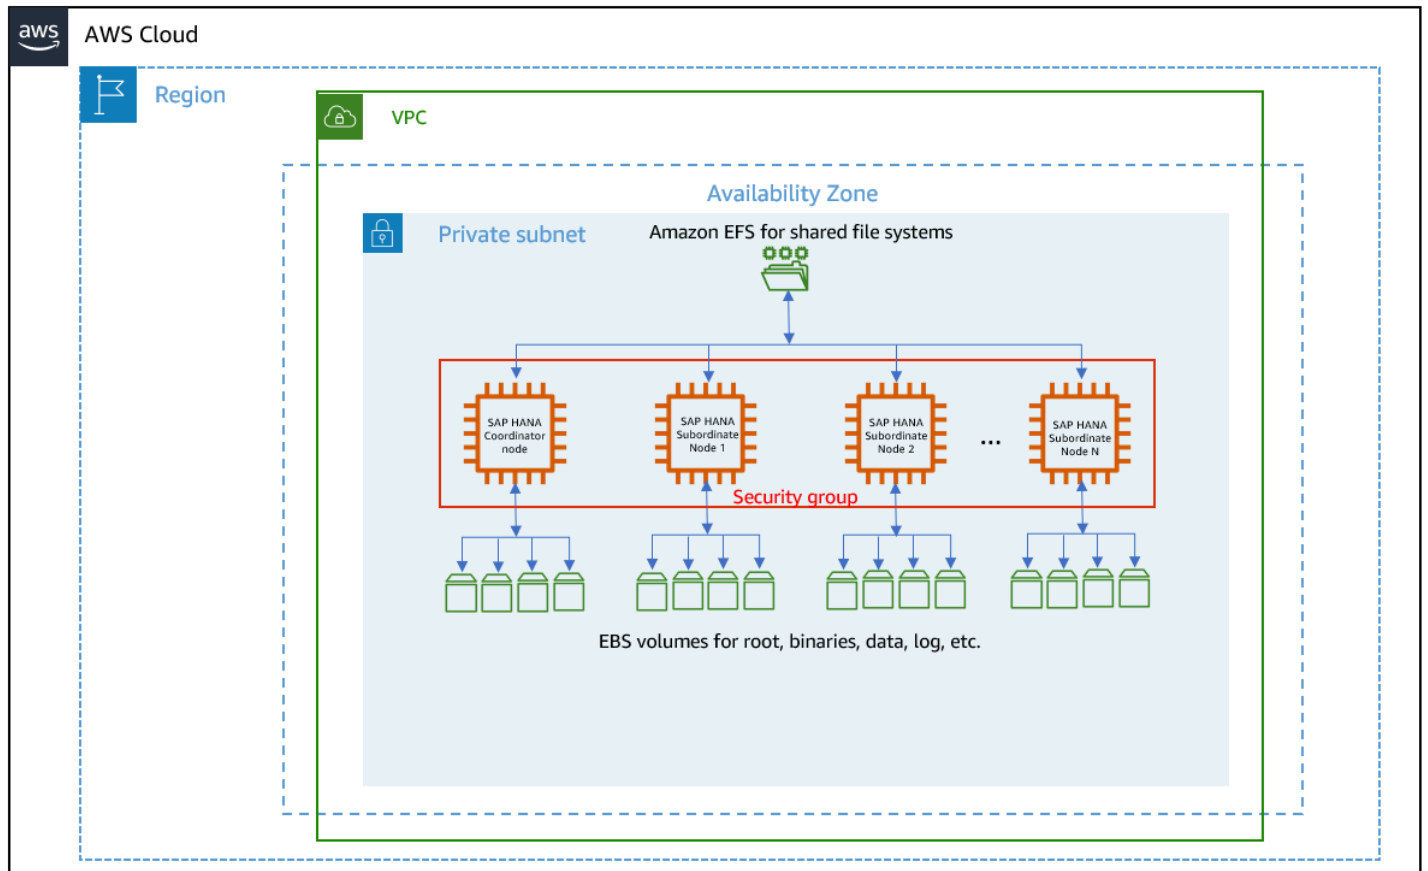 aws
AWS Cloud
Region
VPC
Availability Zone
Private subnet
Amazon EFS for shared file systems
SAP HANA
Coordinator
node
SAP HANA
Subordinate
Node 1
SAP HANA
Subordinate
Node 2
...
SAP HANA
Subordinate
Node N
Security group
EBS volumes for root, binaries, data, log, etc.